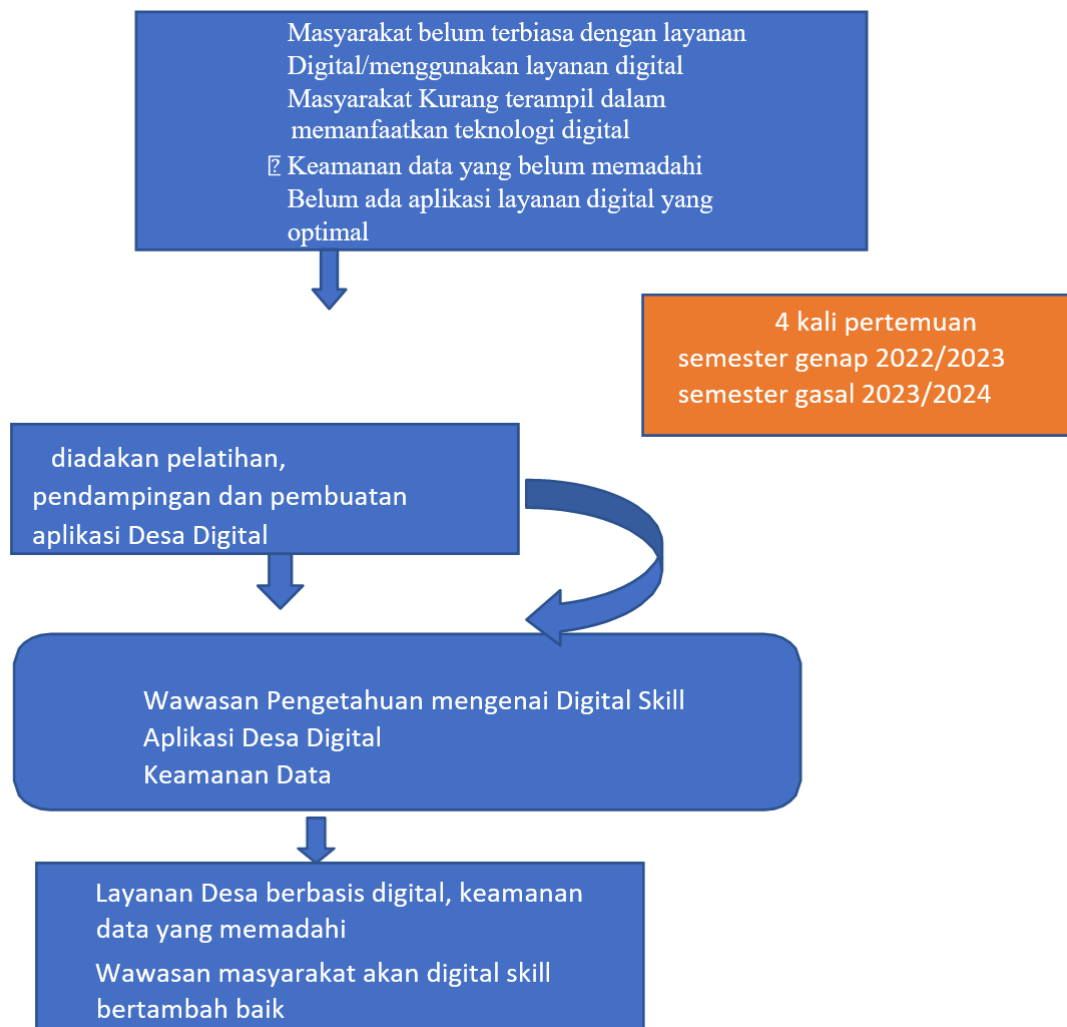 Masyarakat belum terbiasa dengan layanan
Digital/menggunakan layanan digital
Masyarakat Kurang terampil dalam
memanfaatkan teknologi digital
⍰ Keamanan data yang belum memadahi
Belum ada aplikasi layanan digital yang
optimal
4 kali pertemuan
semester genap 2022/2023
semester gasal 2023/2024
diadakan pelatihan,
pendampingan dan pembuatan
aplikasi Desa Digital
Wawasan Pengetahuan mengenai Digital Skill
Aplikasi Desa Digital
Keamanan Data
Layanan Desa berbasis digital, keamanan
data yang memadahi
Wawasan masyarakat akan digital skill
bertambah baik